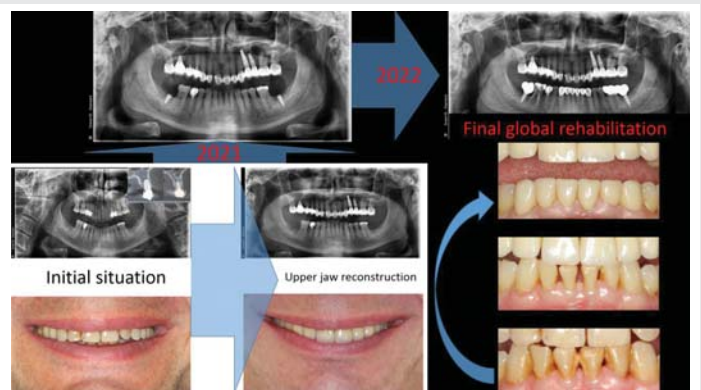 2022
Final global rehabilitation
2021
Initial situation
Upper jaw reconstruction